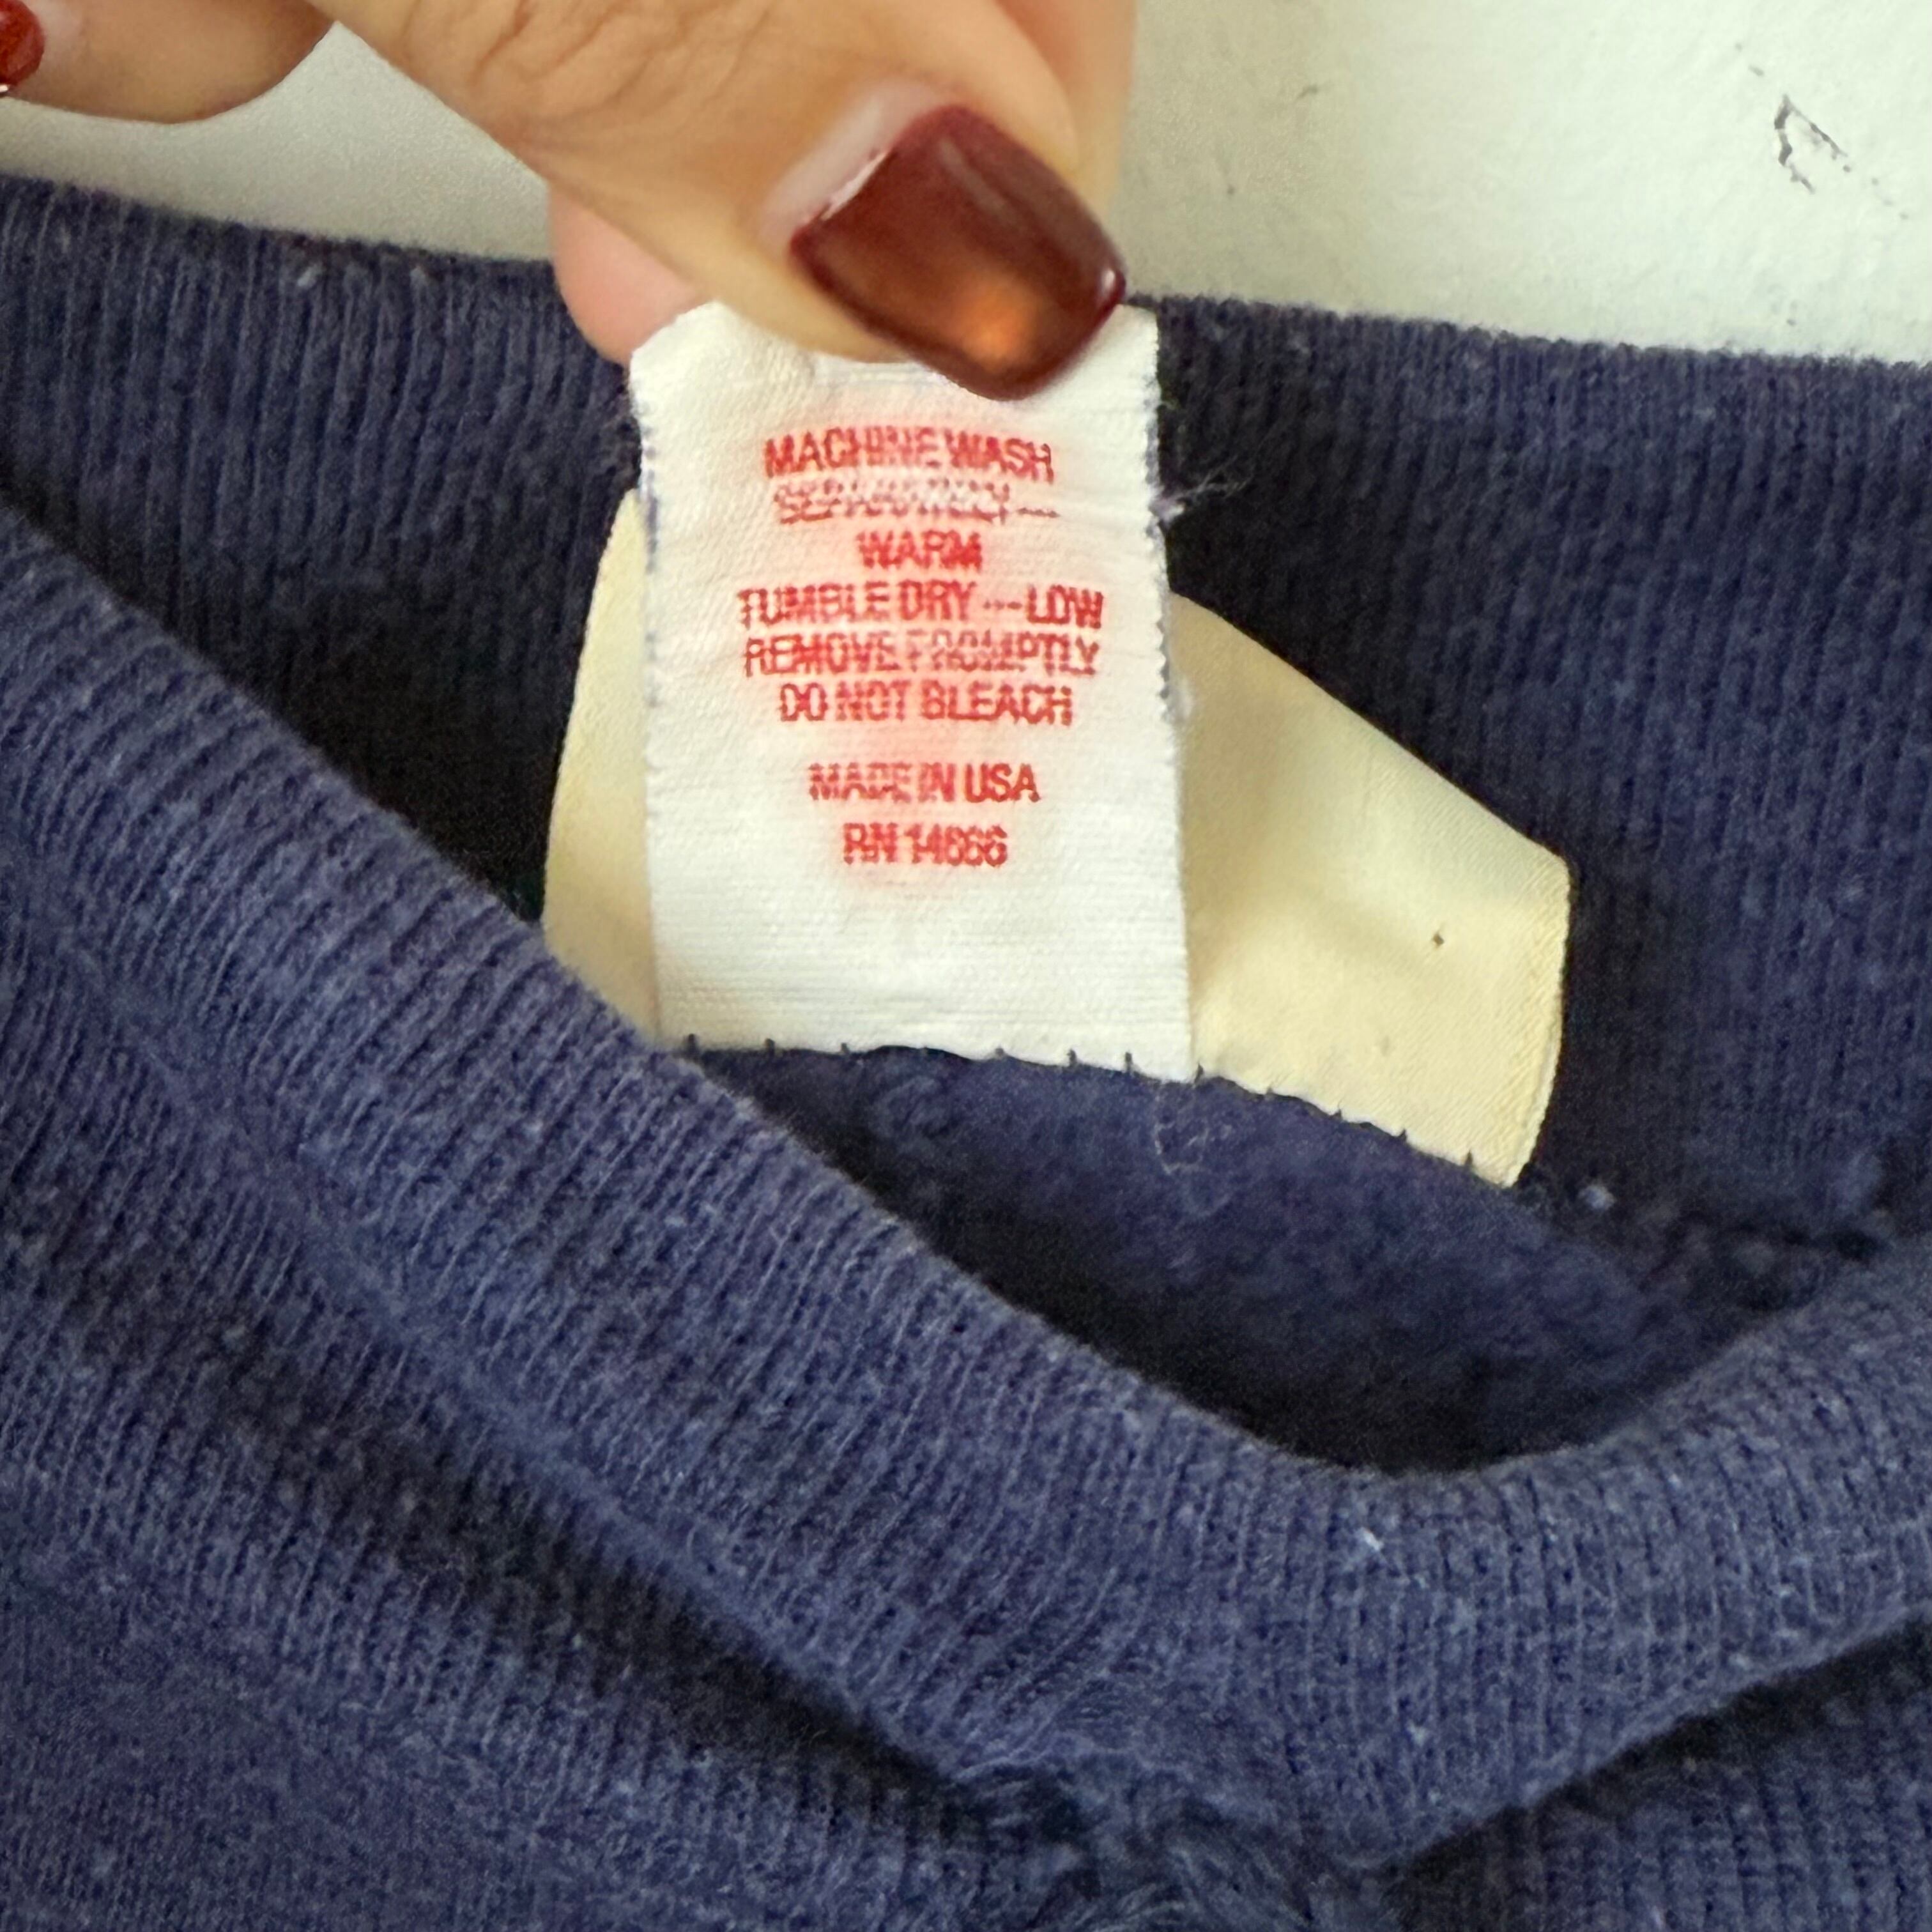 MACHINE WASH
SEPARATELY---
WARM
TUMBLE DRY ---LOW
REMOVE PROMPTLY
DO NOT BLEACH
MADE IN USA
RN 14666